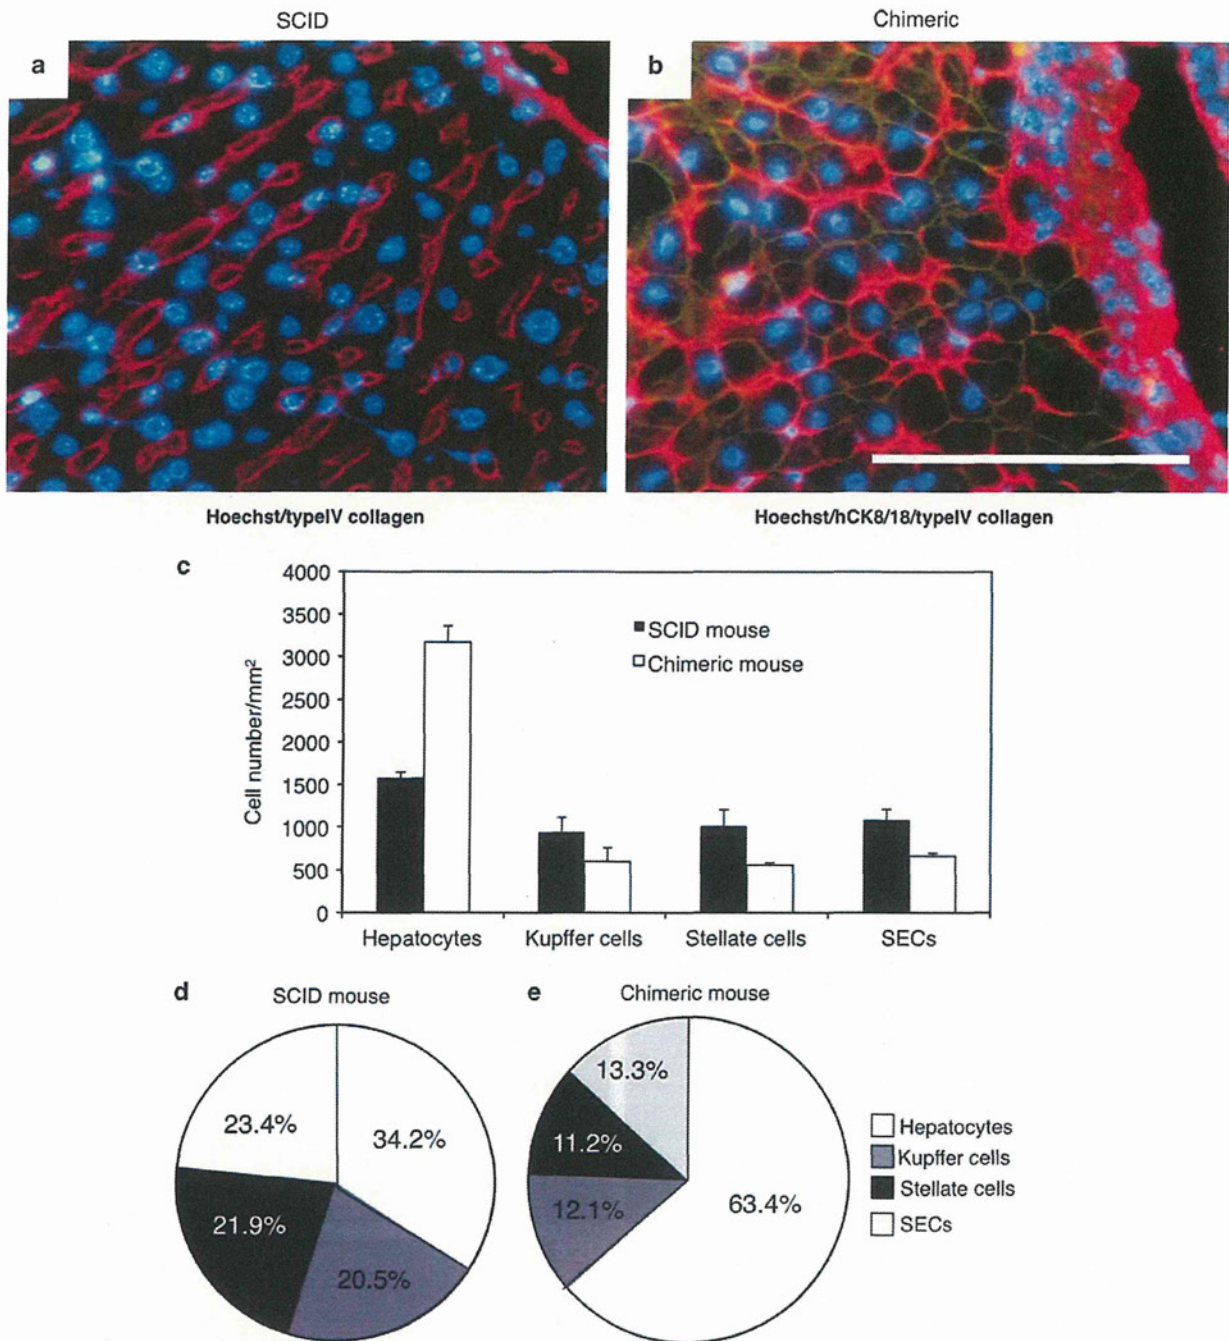 SCID
Chimeric
a
b
Hoechst/typeIV collagen
Hoechst/hCK8/18/typeIV collagen
c
4000
3500
3000
2500
2000
1500
1000
500
0
Cell number/mm²
SCID mouse
Chimeric mouse
Hepatocytes
Kupffer cells
Stellate cells
SECs
d
SCID mouse
e
Chimeric mouse
23.4%
34.2%
21.9%
20.5%
13.3%
11.2%
12.1%
63.4%
Hepatocytes
Kupffer cells
Stellate cells
SECs